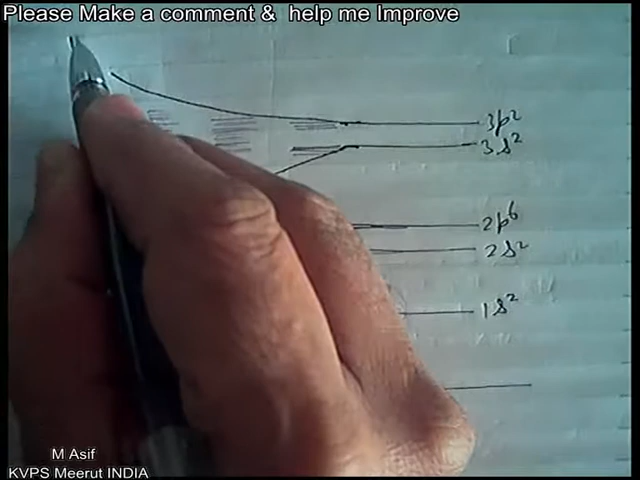 Please Make a comment & help me Improve
3p²
3s²
2p⁶
2s²
1s²
M Asif
KVPS Meerut INDIA